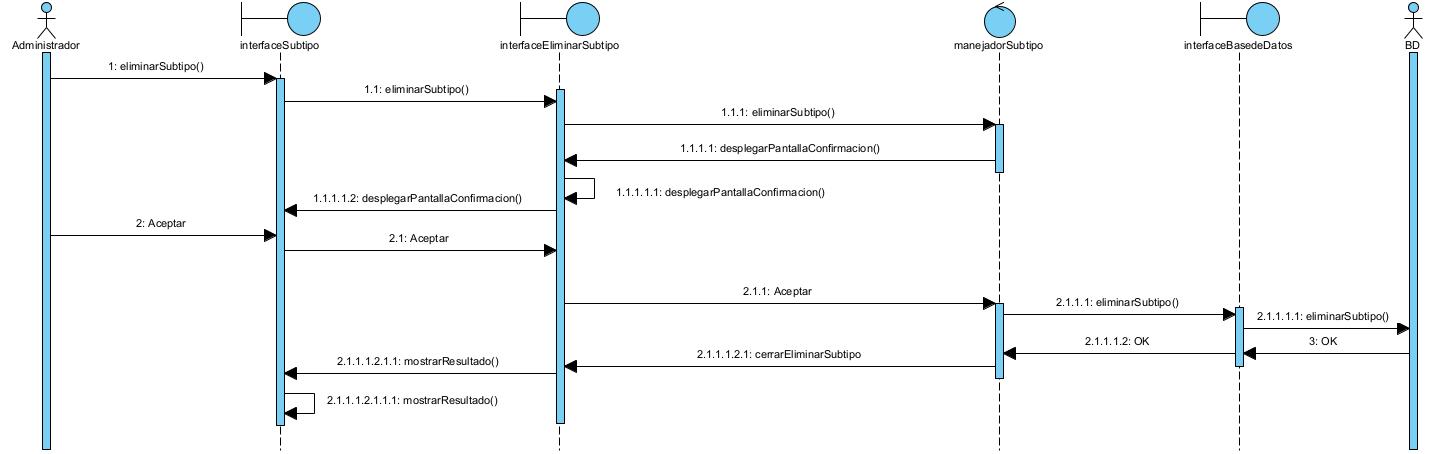 Administrador
interfaceSubtipo
interfaceEliminarSubtipo
manejadorSubtipo
interfaceBasedeDatos
BD
1: eliminarSubtipo()
1.1: eliminarSubtipo()
1.1.1: eliminarSubtipo()
1.1.1.1: desplegarPantallaConfirmacion()
1.1.1.1.1: desplegarPantallaConfirmacion()
1.1.1.1.2: desplegarPantallaConfirmacion()
2: Aceptar
2.1: Aceptar
2.1.1: Aceptar
2.1.1.1: eliminarSubtipo()
2.1.1.1.1: eliminarSubtipo()
3: OK
2.1.1.1.2: OK
2.1.1.1.2.1: cerrarEliminarSubtipo
2.1.1.1.2.1.1: mostrarResultado()
2.1.1.1.2.1.1.1: mostrarResultado()